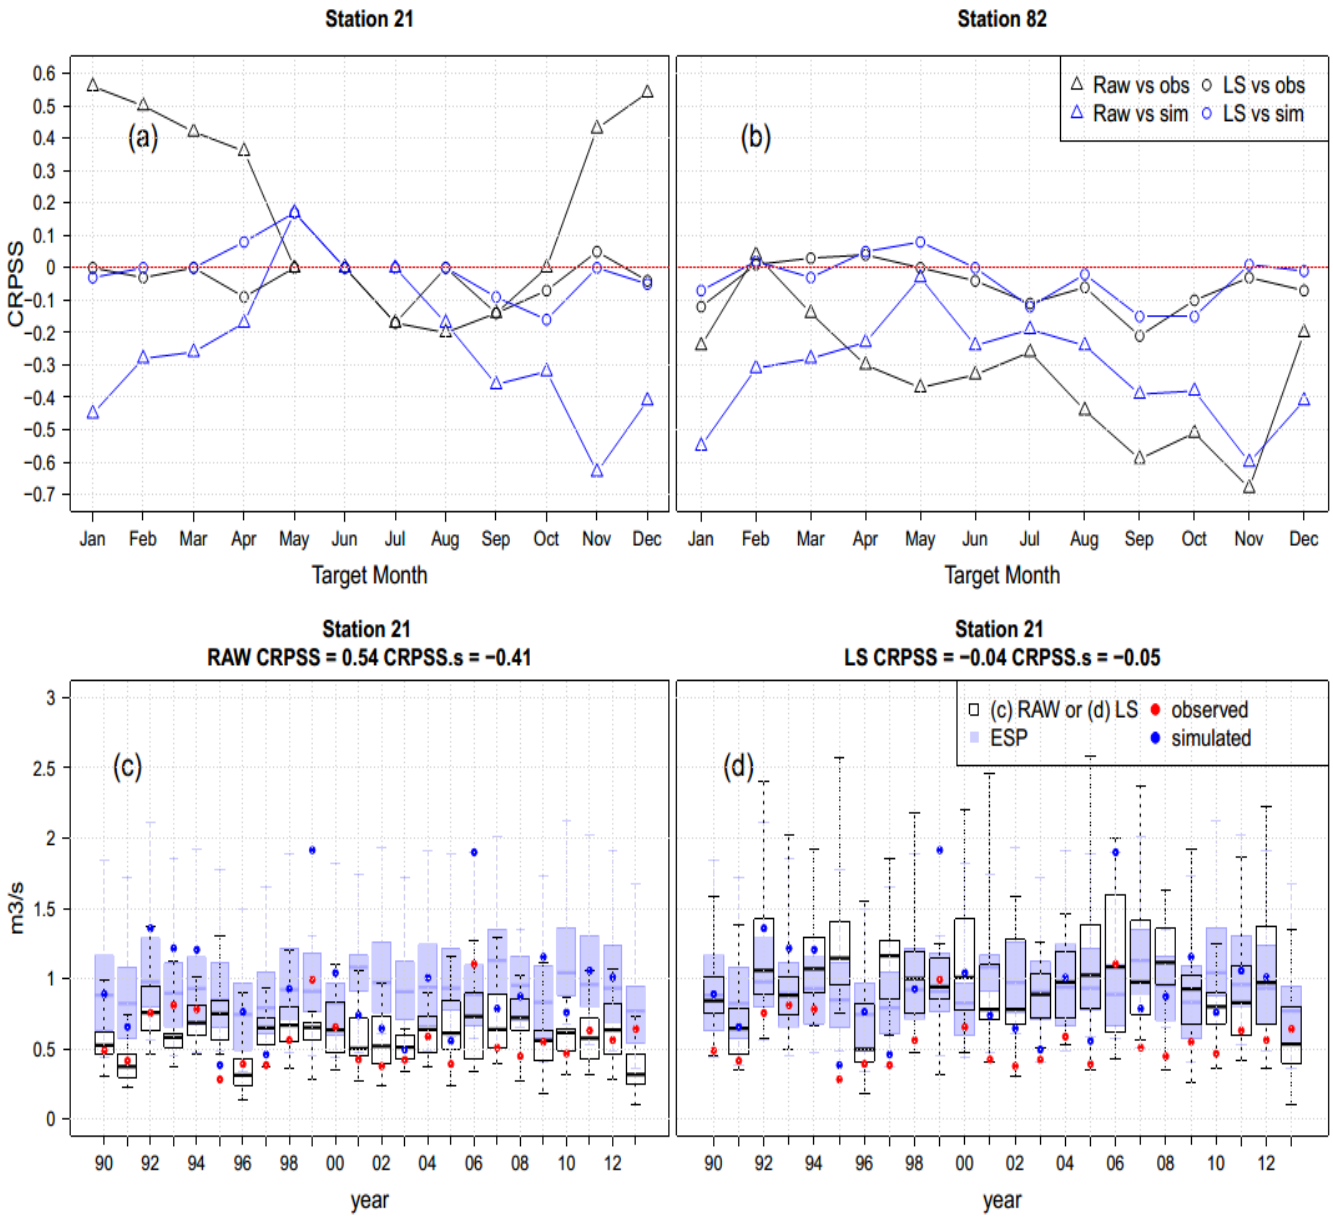 Station 21
Station 82
CRPSS
0.6
0.5
0.4
0.3
0.2
0.1
0
−0.1
−0.2
−0.3
−0.4
−0.5
−0.6
−0.7
(a)
(b)
Raw vs obs LS vs obs
Raw vs sim LS vs sim
Jan Feb Mar Apr May Jun Jul Aug Sep Oct Nov Dec
Jan Feb Mar Apr May Jun Jul Aug Sep Oct Nov Dec
Target Month
Target Month
Station 21
RAW CRPSS = 0.54 CRPSS.s = −0.41
Station 21
LS CRPSS = −0.04 CRPSS.s = −0.05
m3/s
3
2.5
2
1.5
1
0.5
0
(c)
(d)
(c) RAW or (d) LS observed
ESP simulated
90 92 94 96 98 00 02 04 06 08 10 12
90 92 94 96 98 00 02 04 06 08 10 12
year
year